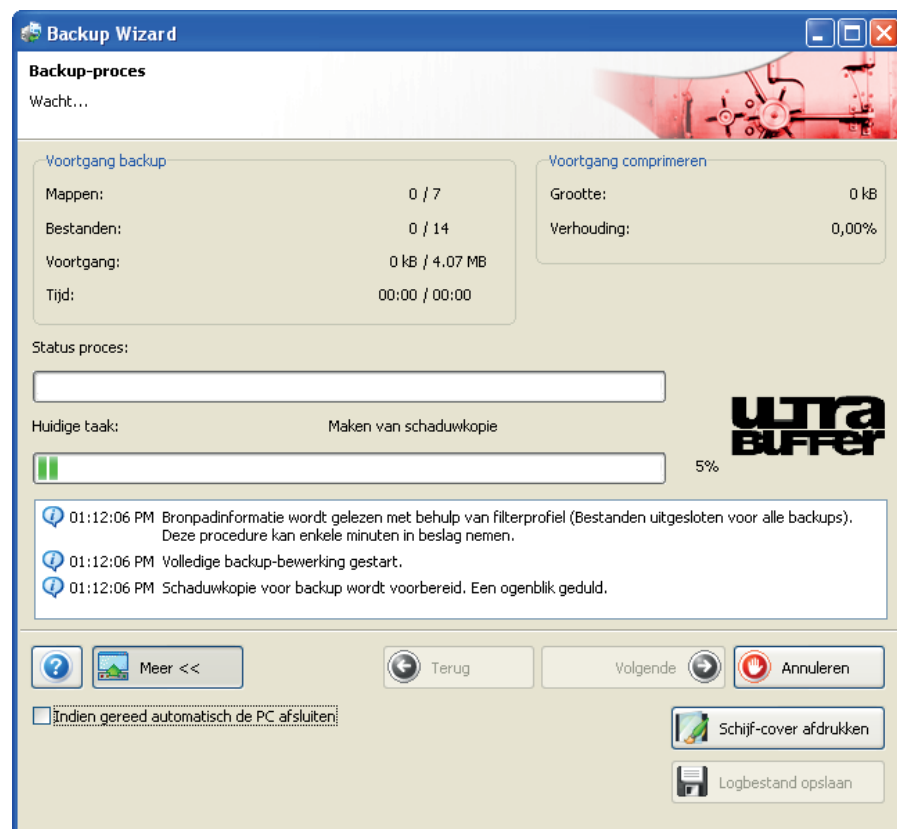 Backup Wizard
Backup-proces
Wacht...
Voortgang backup
Mappen: 0 / 7
Bestanden: 0 / 14
Voortgang: 0 kB / 4.07 MB
Tijd: 00:00 / 00:00
Voortgang comprimeren
Grootte: 0 kB
Verhouding: 0,00%
Status proces:
Huidige taak: Maken van schaduwkopie
5%
ultra
BUFFer
01:12:06 PM Bronpadinformatie wordt gelezen met behulp van filterprofiel (Bestanden uitgesloten voor alle backups).
Deze procedure kan enkele minuten in beslag nemen.
01:12:06 PM Volledige backup-bewerking gestart.
01:12:06 PM Schaduwkopie voor backup wordt voorbereid. Een ogenblik geduld.
Meer <<
Terug
Volgende
Annuleren
Indien gereed automatisch de PC afsluiten
Schijf-cover afdrukken
Logbestand opslaan